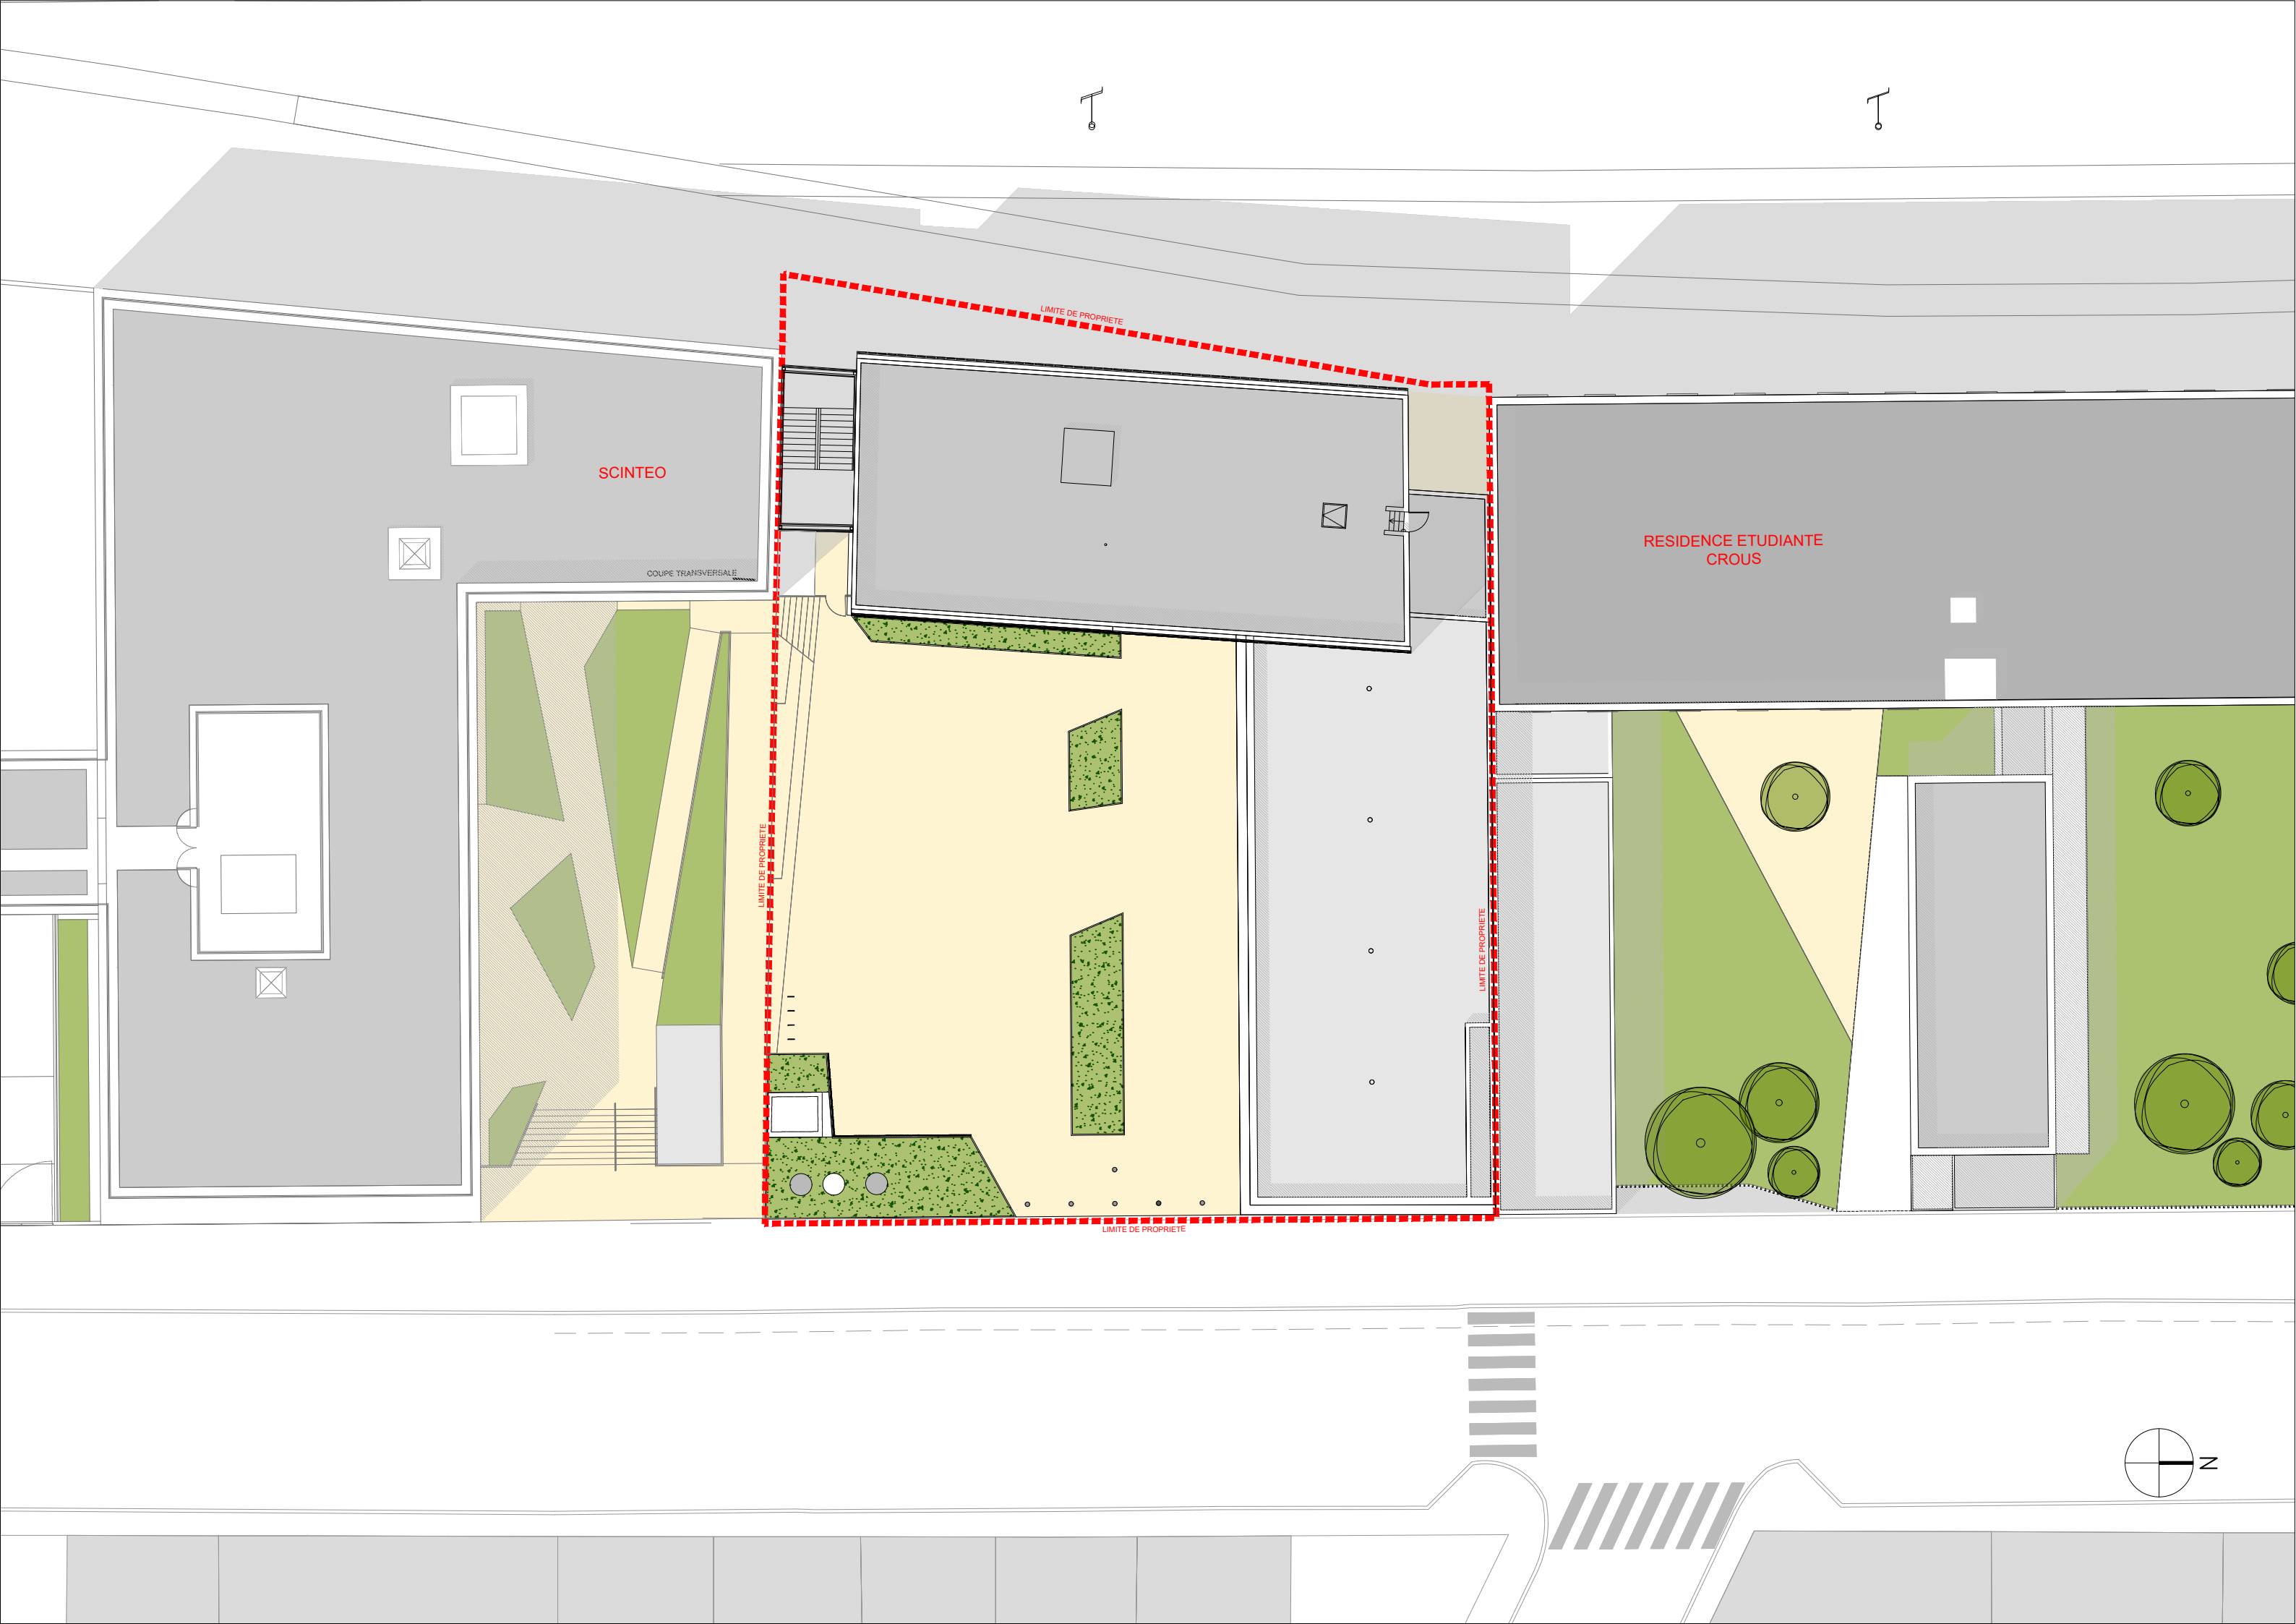 LIMITE DE PROPRIETE
SCINTEO
COUPE TRANSVERSALE
RESIDENCE ETUDIANTE
CROUS
LIMITE DE PROPRIETE
LIMITE DE PROPRIETE
LIMITE DE PROPRIETE
N